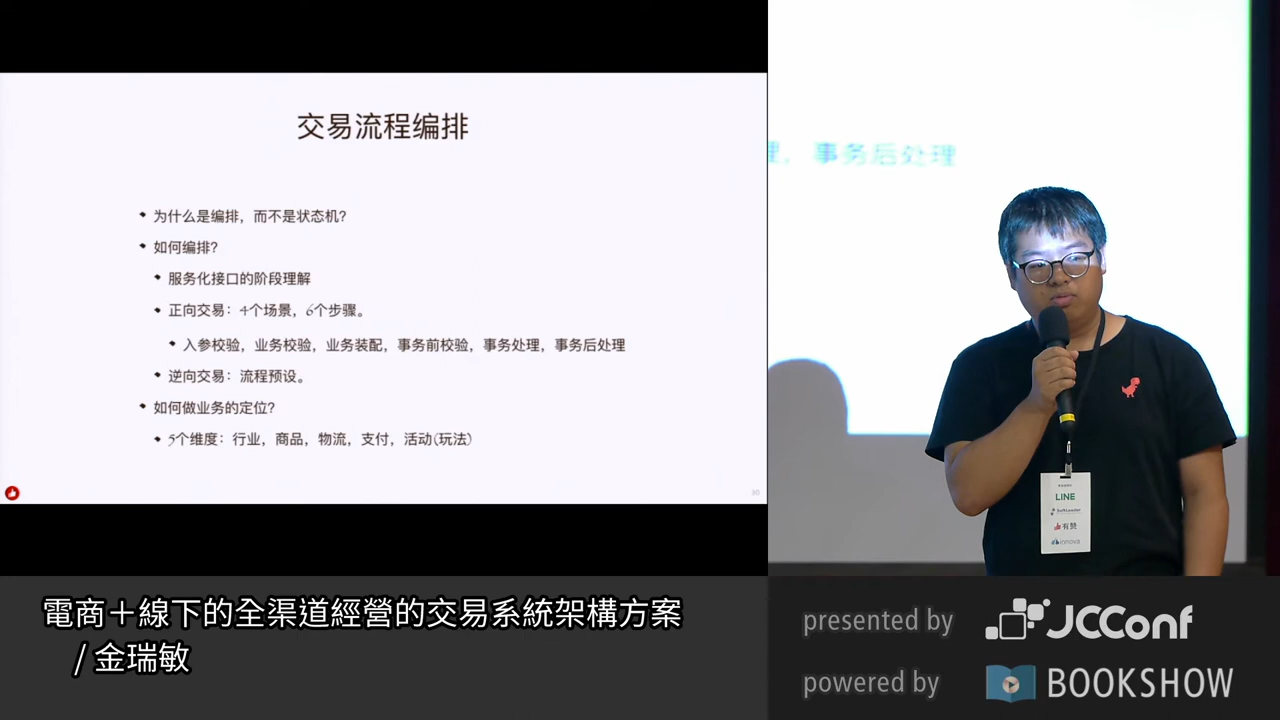 交易流程编排
为什么是编排，而不是状态机？
如何编排？
服务化接口的阶段理解
正向交易：4个场景，6个步骤。
入参校验，业务校验，业务装配，事务前校验，事务处理，事务后处理
逆向交易：流程预设。
如何做业务的定位？
5个维度：行业，商品，物流，支付，活动(玩法)
30
理，事务后处理
LINE
SoftLeader
有赞
innova
電商＋線下的全渠道經營的交易系統架構方案
/ 金瑞敏
presented by JCConf
powered by BOOKSHOW